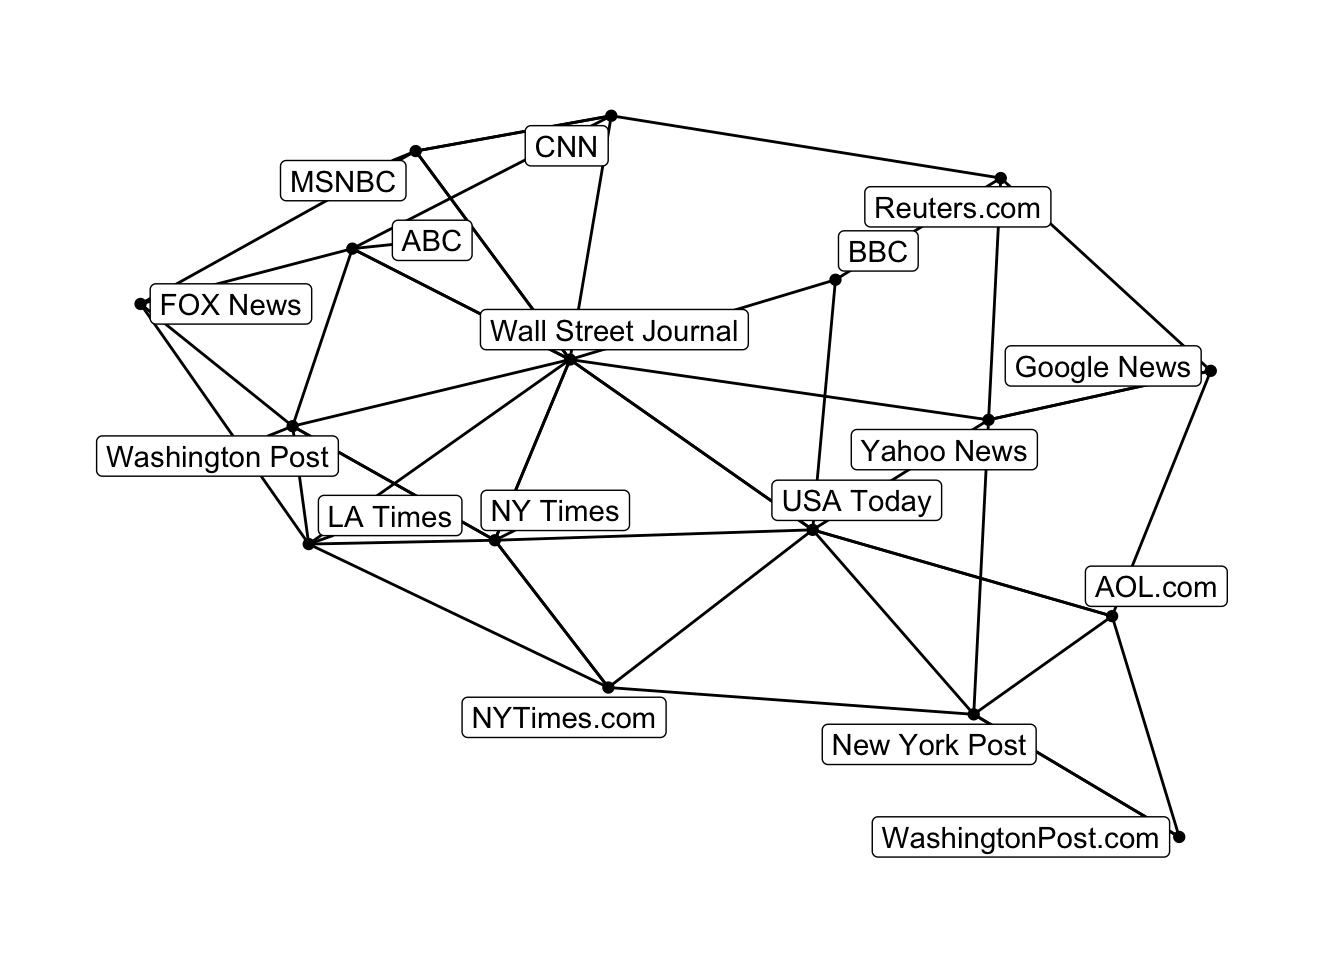 CNN
MSNBC
Reuters.com
ABC
BBC
FOX News
Wall Street Journal
Google News
Yahoo News
Washington Post
USA Today
NY Times
LA Times
AOL.com
NYTimes.com
New York Post
WashingtonPost.com